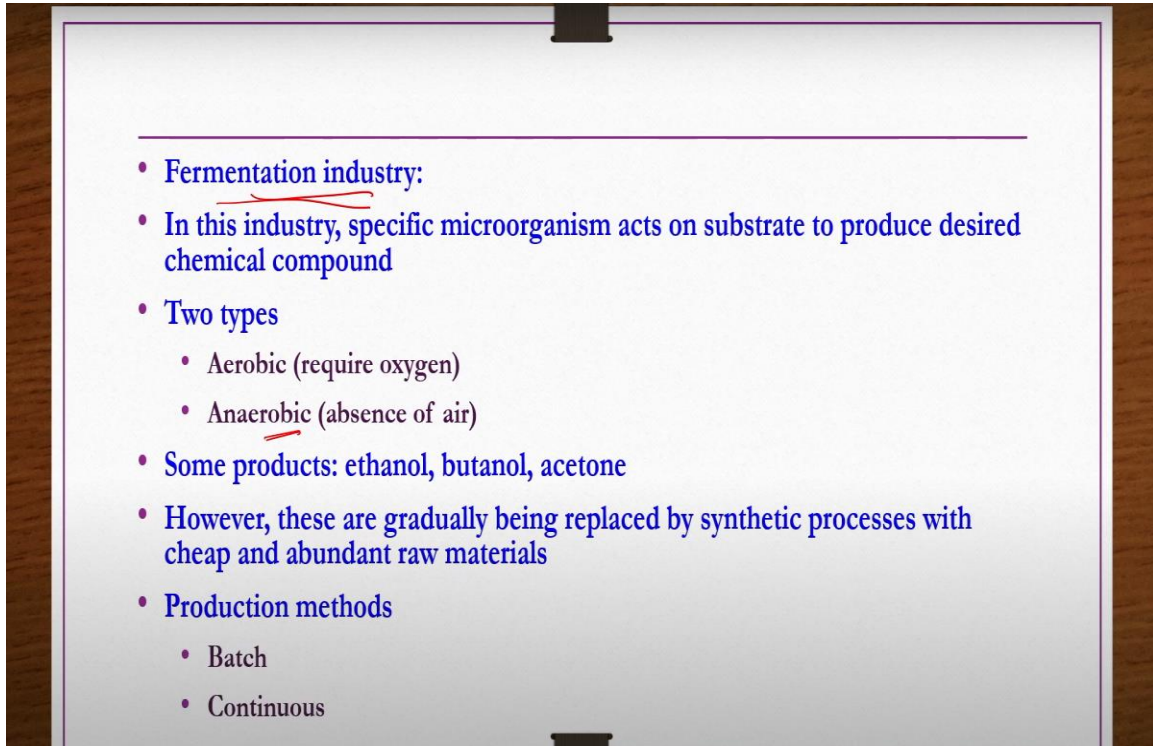 • Fermentation industry:
• In this industry, specific microorganism acts on substrate to produce desired
chemical compound
• Two types
• Aerobic (require oxygen)
• Anaerobic (absence of air)
• Some products: ethanol, butanol, acetone
• However, these are gradually being replaced by synthetic processes with
cheap and abundant raw materials
• Production methods
• Batch
• Continuous